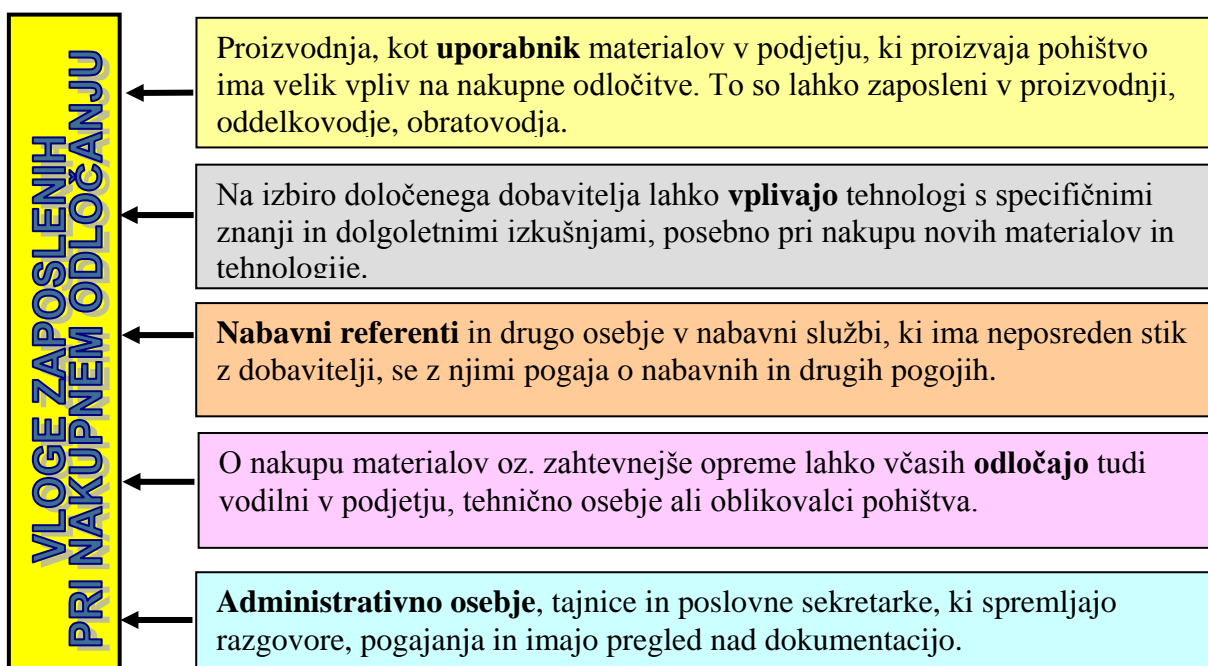 VLOGE ZAPOSLENIH
PRI NAKUPNEM ODLOČANJU
Proizvodnja, kot uporabnik materialov v podjetju, ki proizvaja pohištvo
ima velik vpliv na nakupne odločitve. To so lahko zaposleni v proizvodnji,
oddelkovodje, obratovodja.
Na izbiro določenega dobavitelja lahko vplivajo tehnologi s specifičnimi
znanji in dolgoletnimi izkušnjami, posebno pri nakupu novih materialov in
tehnologije.
Nabavni referenti in drugo osebje v nabavni službi, ki ima neposreden stik
z dobavitelji, se z njimi pogaja o nabavnih in drugih pogojih.
O nakupu materialov oz. zahtevnejše opreme lahko včasih odločajo tudi
vodilni v podjetju, tehnično osebje ali oblikovalci pohištva.
Administrativno osebje, tajnice in poslovne sekretarke, ki spremljajo
razgovore, pogajanja in imajo pregled nad dokumentacijo.